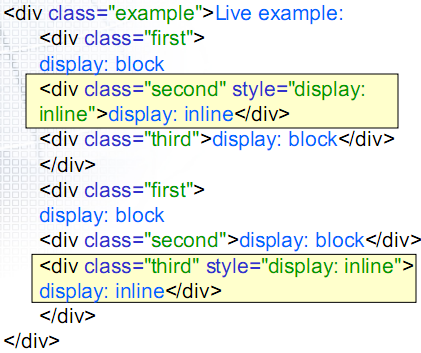 <div class="example">Live example:
<div class="first">
display: block
<div class="second" style="display:
inline">display: inline</div>
<div class="third">display: block</div>
</div>
<div class="first">
display: block
<div class="second">display: block</div>
<div class="third" style="display: inline">
display: inline</div>
</div>
</div>